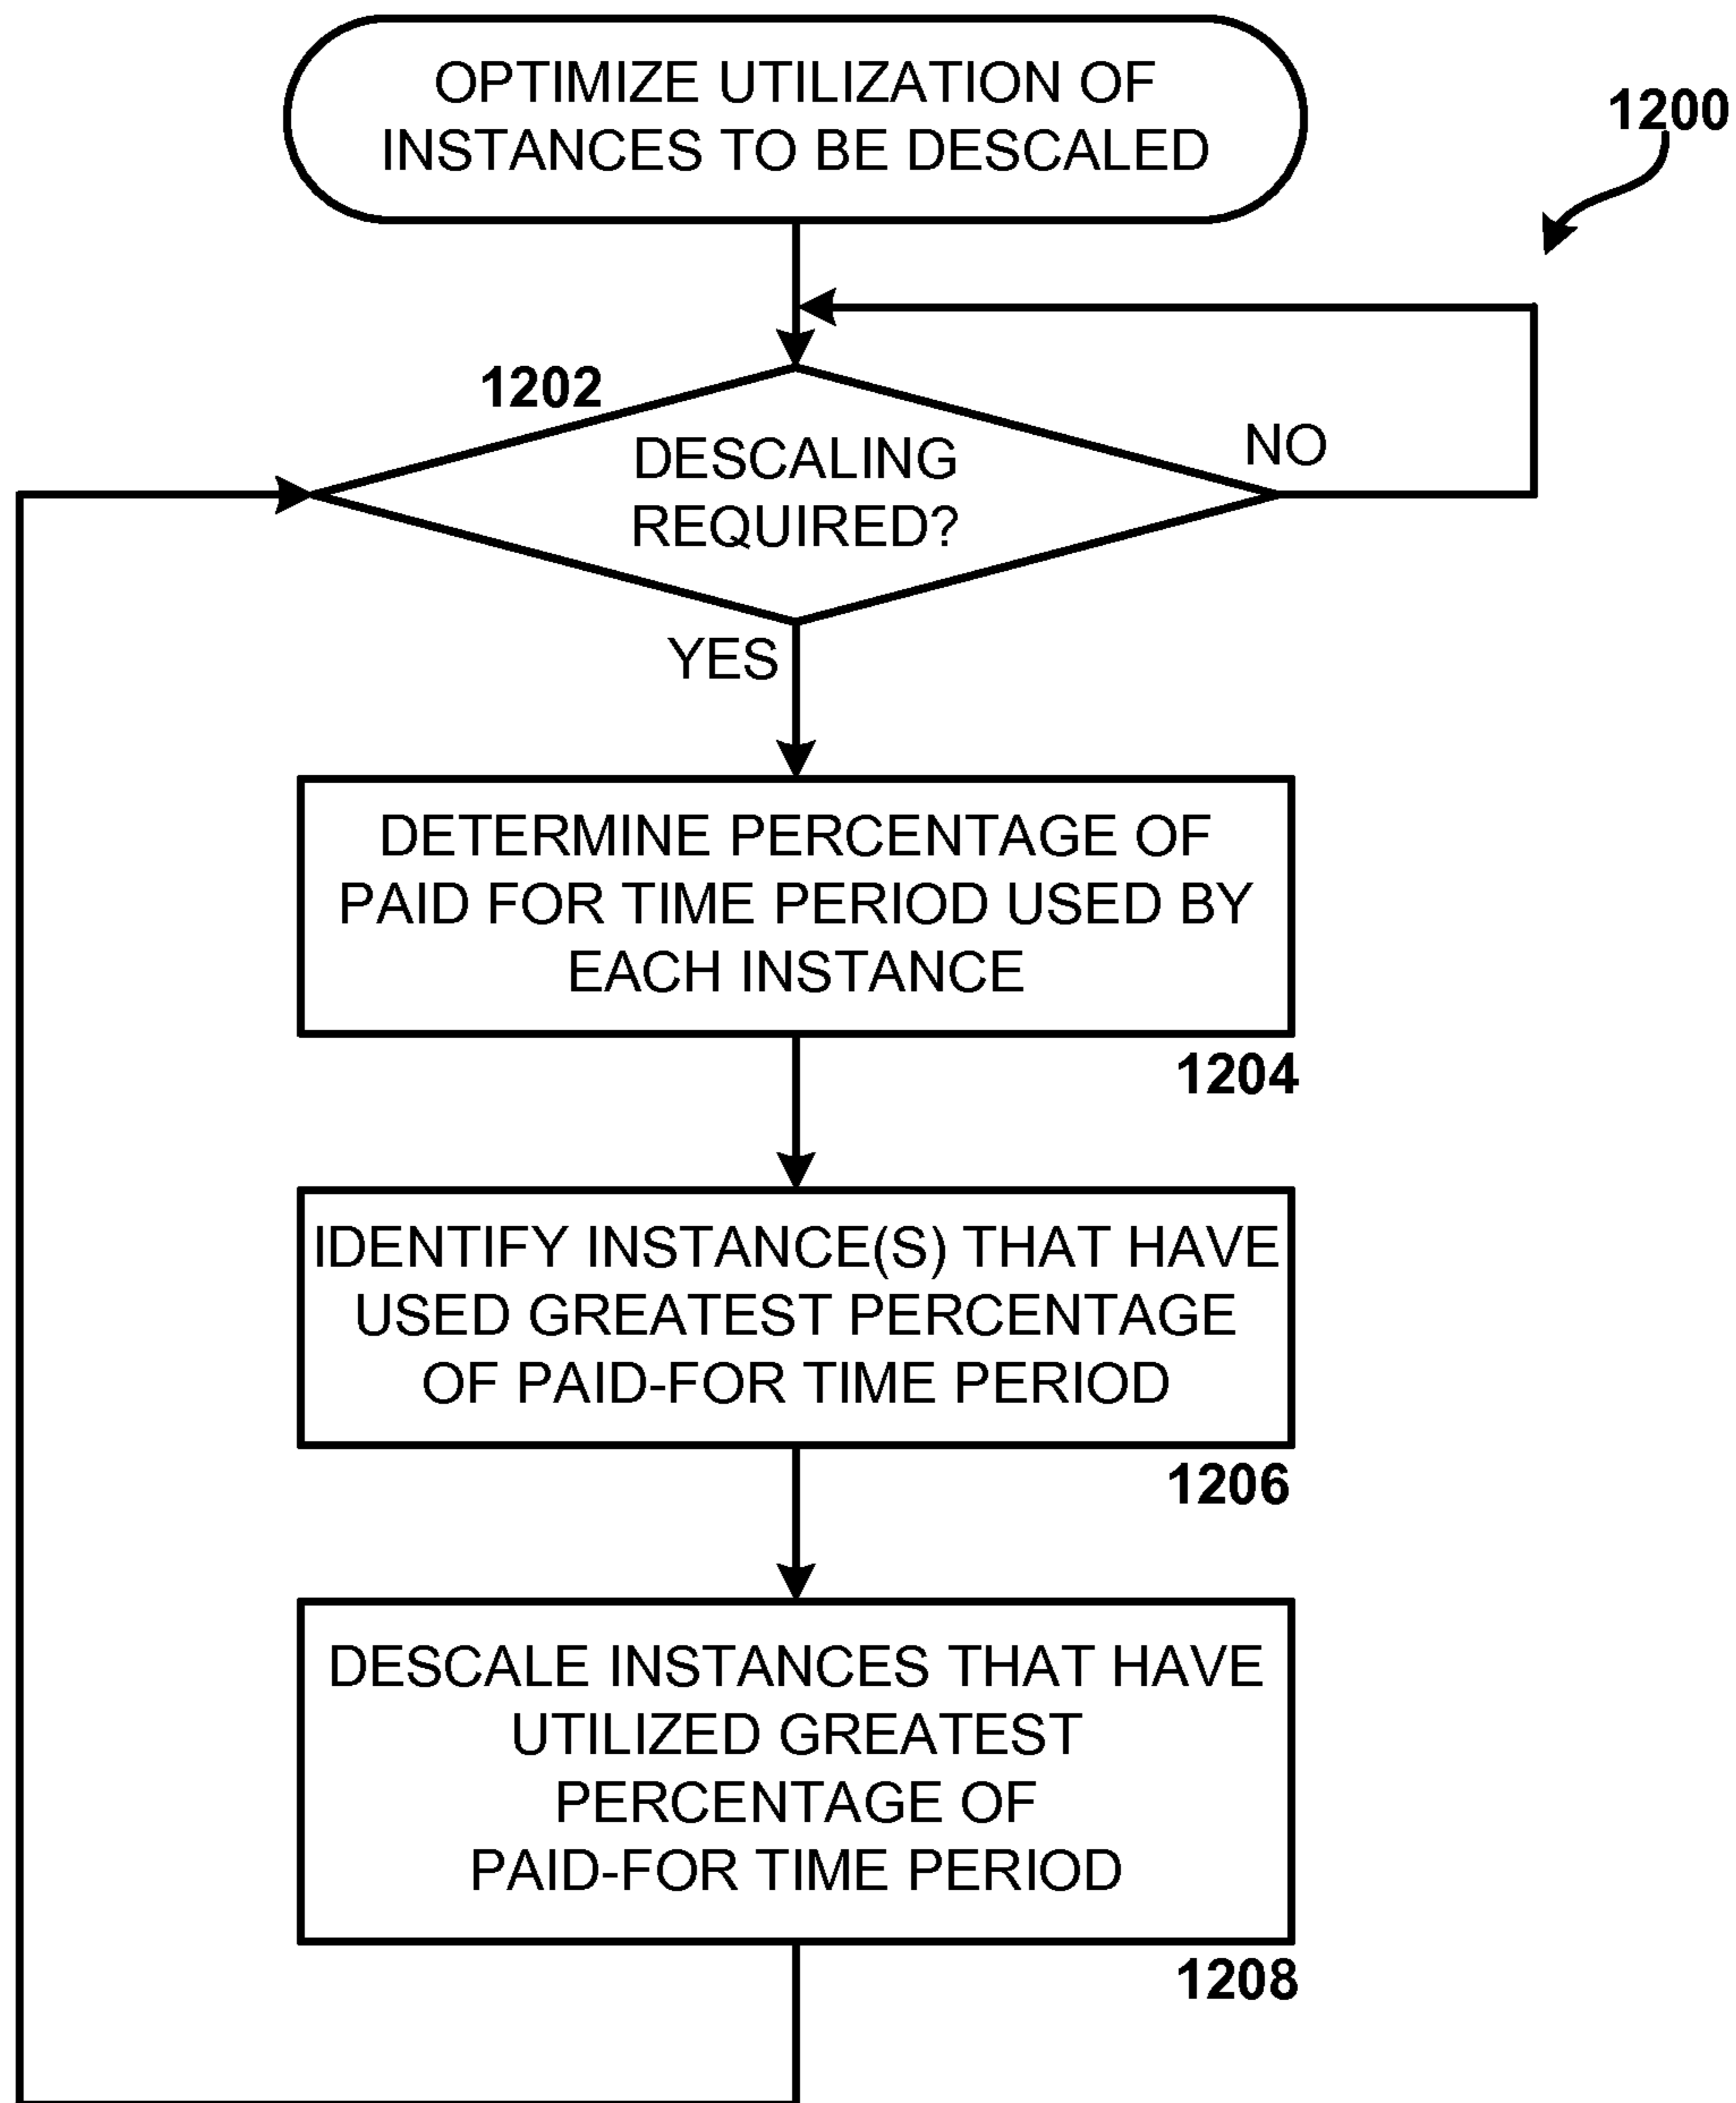 OPTIMIZE UTILIZATION OF
INSTANCES TO BE DESCALED
1200
1202
DESCALING
REQUIRED?
NO
YES
DETERMINE PERCENTAGE OF
PAID FOR TIME PERIOD USED BY
EACH INSTANCE
1204
IDENTIFY INSTANCE(S) THAT HAVE
USED GREATEST PERCENTAGE
OF PAID-FOR TIME PERIOD
1206
DESCALE INSTANCES THAT HAVE
UTILIZED GREATEST
PERCENTAGE OF
PAID-FOR TIME PERIOD
1208